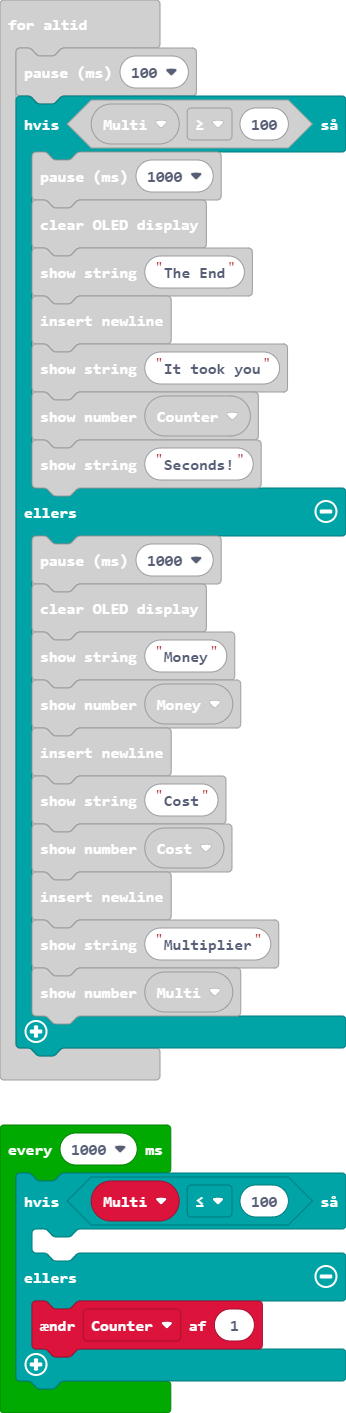 for altid
pause (ms) 100
hvis Multi ≥ 100 så
pause (ms) 1000
clear OLED display
show string "The End"
insert newline
show string "It took you"
show number Counter
show string "Seconds!"
ellers
pause (ms) 1000
clear OLED display
show string "Money"
show number Money
insert newline
show string "Cost"
show number Cost
insert newline
show string "Multiplier"
show number Multi
every 1000 ms
hvis Multi ≤ 100 så
ellers
ændr Counter af 1